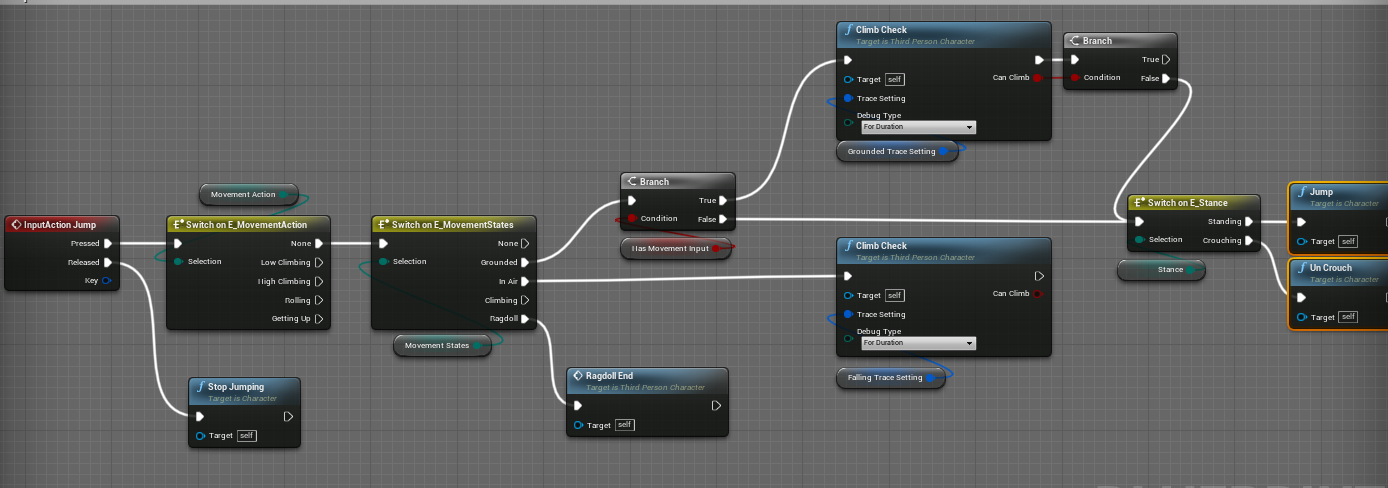 InputAction Jump
Pressed
Released
Key
Movement Action
Switch on E_MovementAction
None
Selection
Low Climbing
High Climbing
Rolling
Getting Up
Stop Jumping
Target is Character
Target self
Switch on E_MovementStates
None
Selection
Grounded
In Air
Climbing
Ragdoll
Movement States
Ragdoll End
Target is Third Person Character
Target self
Branch
True
Condition
False
Has Movement Input
Climb Check
Target is Third Person Character
Target self
Can Climb
Trace Setting
Debug Type
For Duration
Grounded Trace Setting
Branch
True
Condition
False
Climb Check
Target is Third Person Character
Target self
Can Climb
Trace Setting
Debug Type
For Duration
Falling Trace Setting
Switch on E_Stance
Standing
Selection
Crouching
Stance
Jump
Target is Character
Target self
Un Crouch
Target is Character
Target self